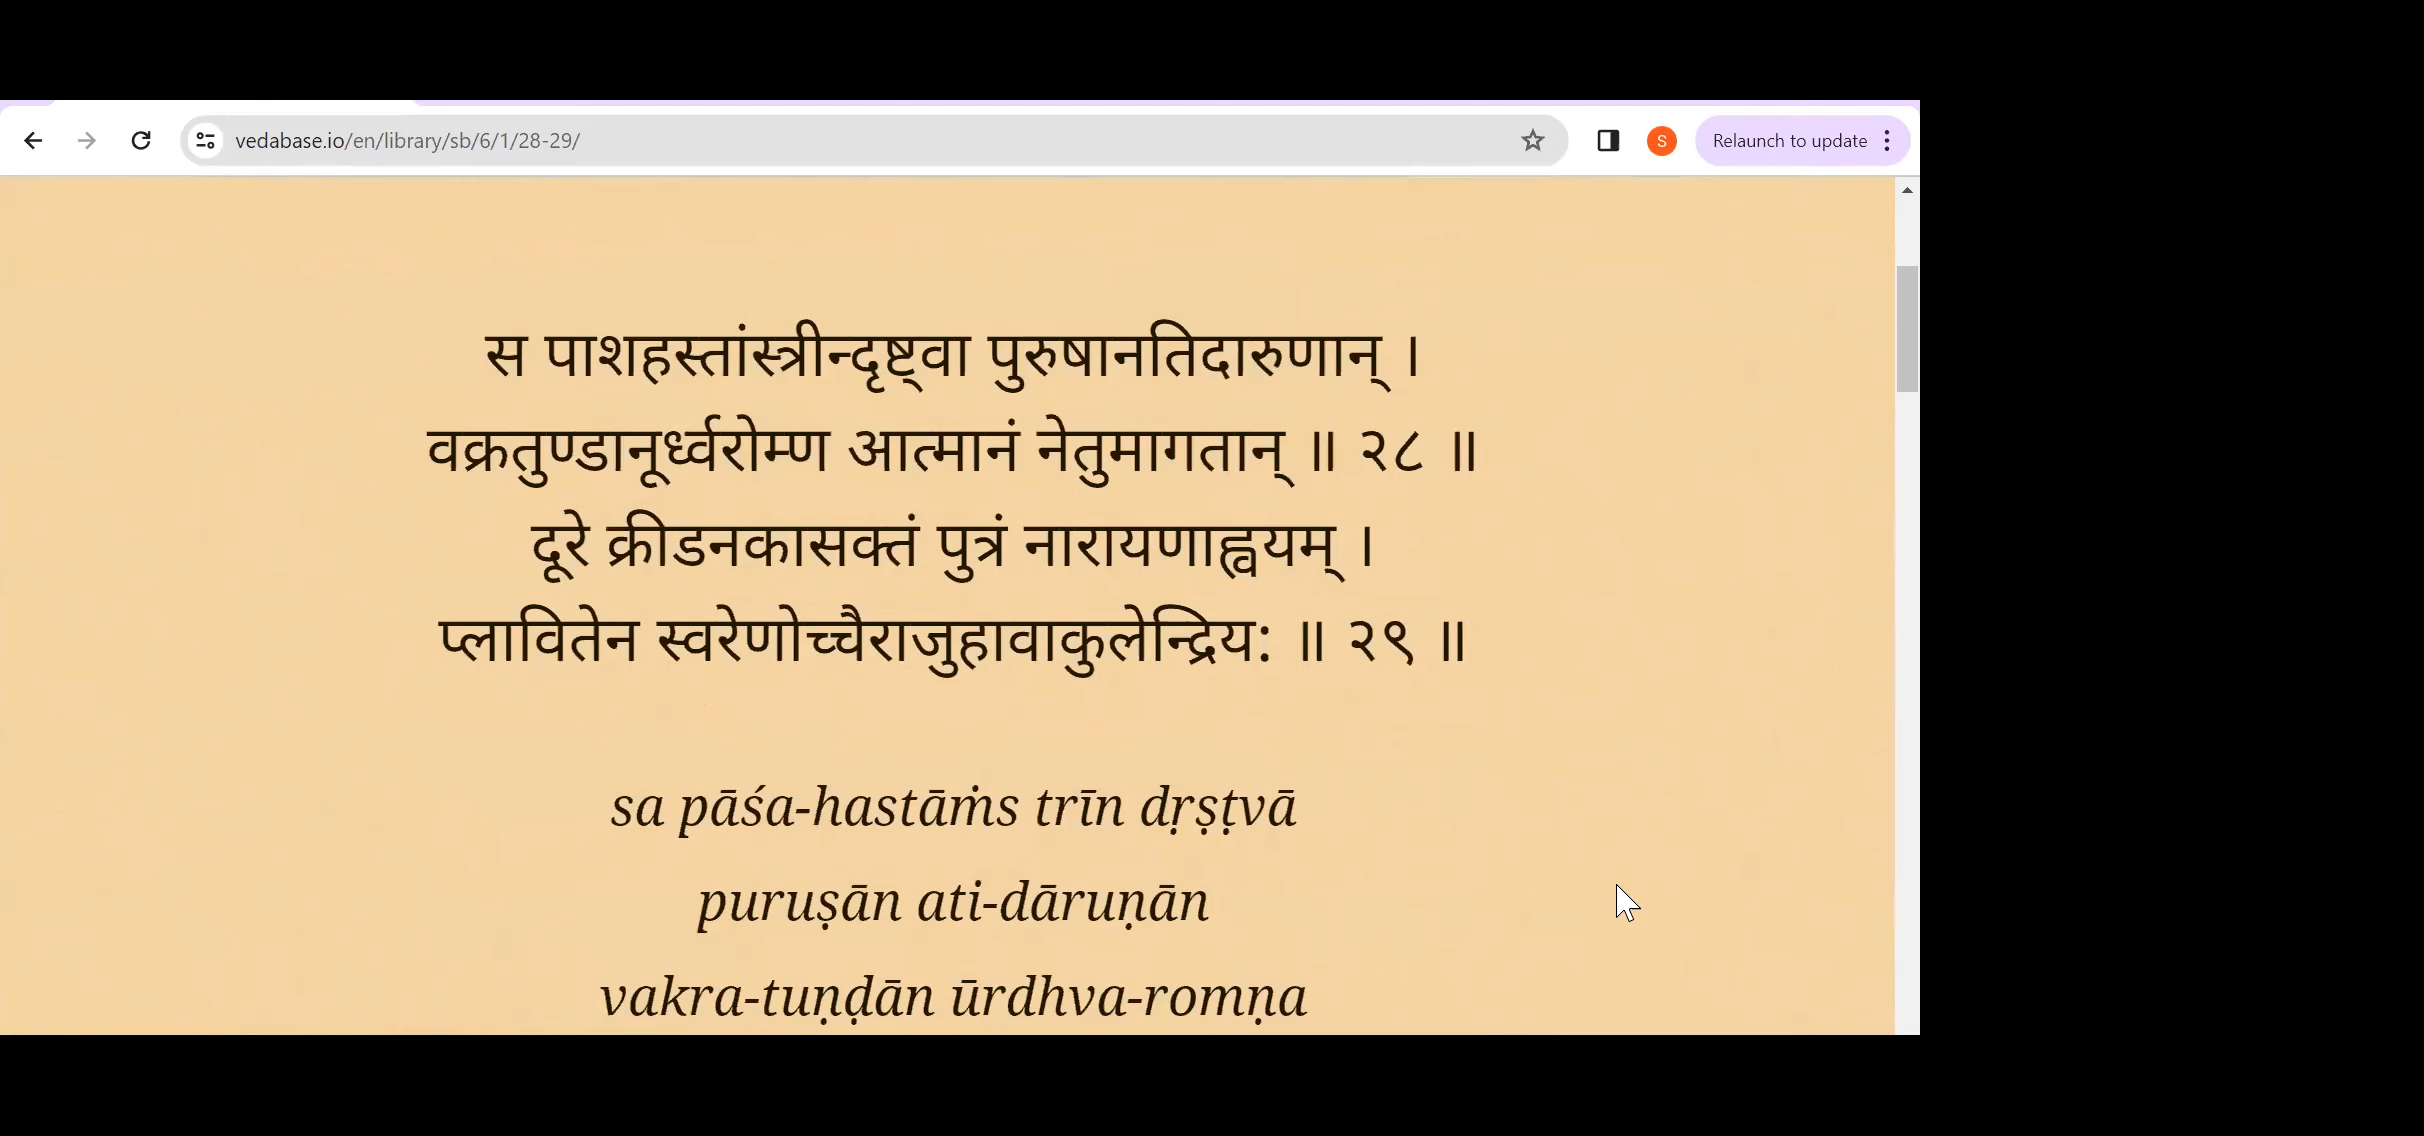 vedabase.io/en/library/sb/6/1/28-29/
S
Relaunch to update
स पाशहस्तांस्त्रीन्दृष्ट्वा पुरुषानतिदारुणान् ।
वक्रतुण्डानूर्ध्वरोम्ण आत्मानं नेतुमागतान् ॥ २८ ॥
दूरे क्रीडनकासक्तं पुत्रं नारायणाह्वयम् ।
प्लावितेन स्वरेणोच्चैराजुहावाकुलेन्द्रिय: ॥ २९ ॥
sa pāśa-hastāṁs trīn dṛṣṭvā
puruṣān ati-dāruṇān
vakra-tuṇḍān ūrdhva-romṇa